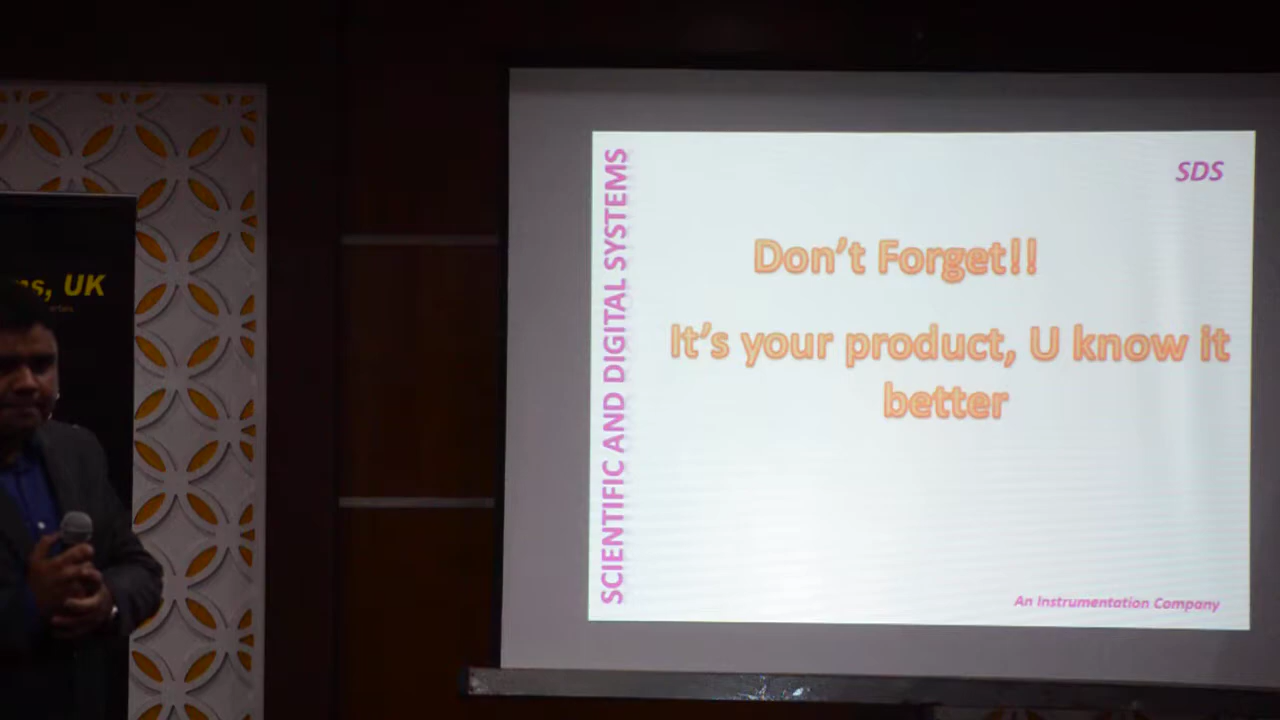 SDS
SCIENTIFIC AND DIGITAL SYSTEMS
Don't Forget!!
It's your product, U know it
better
An Instrumentation Company
UK